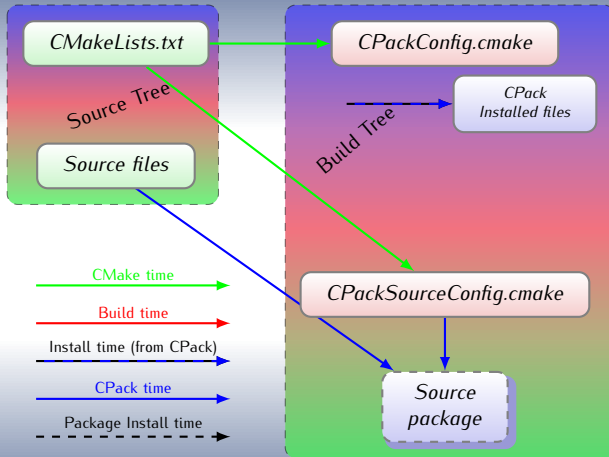 CMakeLists.txt
CPackConfig.cmake
CPack
Installed files
Source Tree
Build Tree
Source files
CMake time
CPackSourceConfig.cmake
Build time
Install time (from CPack)
CPack time
Source
package
Package Install time